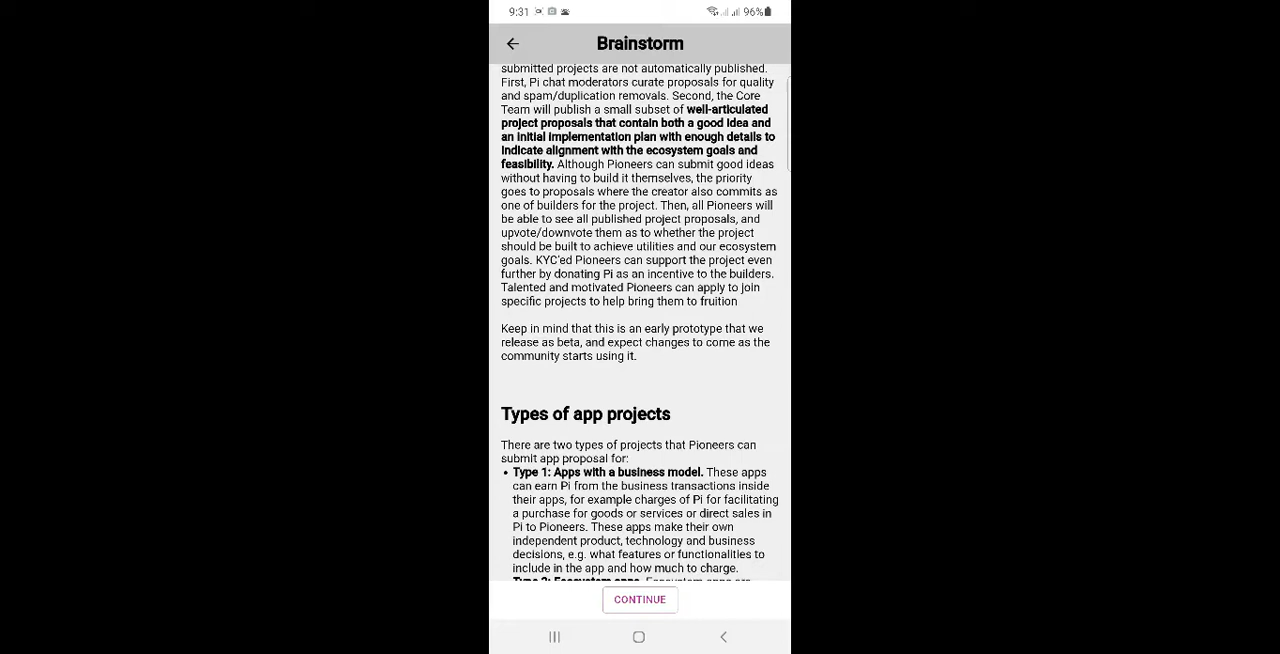 9:31
96%
Brainstorm
submitted projects are not automatically published.
First, Pi chat moderators curate proposals for quality
and spam/duplication removals. Second, the Core
Team will publish a small subset of well-articulated
project proposals that contain both a good idea and
an initial implementation plan with enough details to
indicate alignment with the ecosystem goals and
feasibility. Although Pioneers can submit good ideas
without having to build it themselves, the priority
goes to proposals where the creator also commits as
one of builders for the project. Then, all Pioneers will
be able to see all published project proposals, and
upvote/downvote them as to whether the project
should be built to achieve utilities and our ecosystem
goals. KYC'ed Pioneers can support the project even
further by donating Pi as an incentive to the builders.
Talented and motivated Pioneers can apply to join
specific projects to help bring them to fruition
Keep in mind that this is an early prototype that we
release as beta, and expect changes to come as the
community starts using it.
Types of app projects
There are two types of projects that Pioneers can
submit app proposal for:
• Type 1: Apps with a business model. These apps
can earn Pi from the business transactions inside
their apps, for example charges of Pi for facilitating
a purchase for goods or services or direct sales in
Pi to Pioneers. These apps make their own
independent product, technology and business
decisions, e.g. what features or functionalities to
include in the app and how much to charge.
Type 2: Ecosystem apps. Ecosystem apps are
CONTINUE